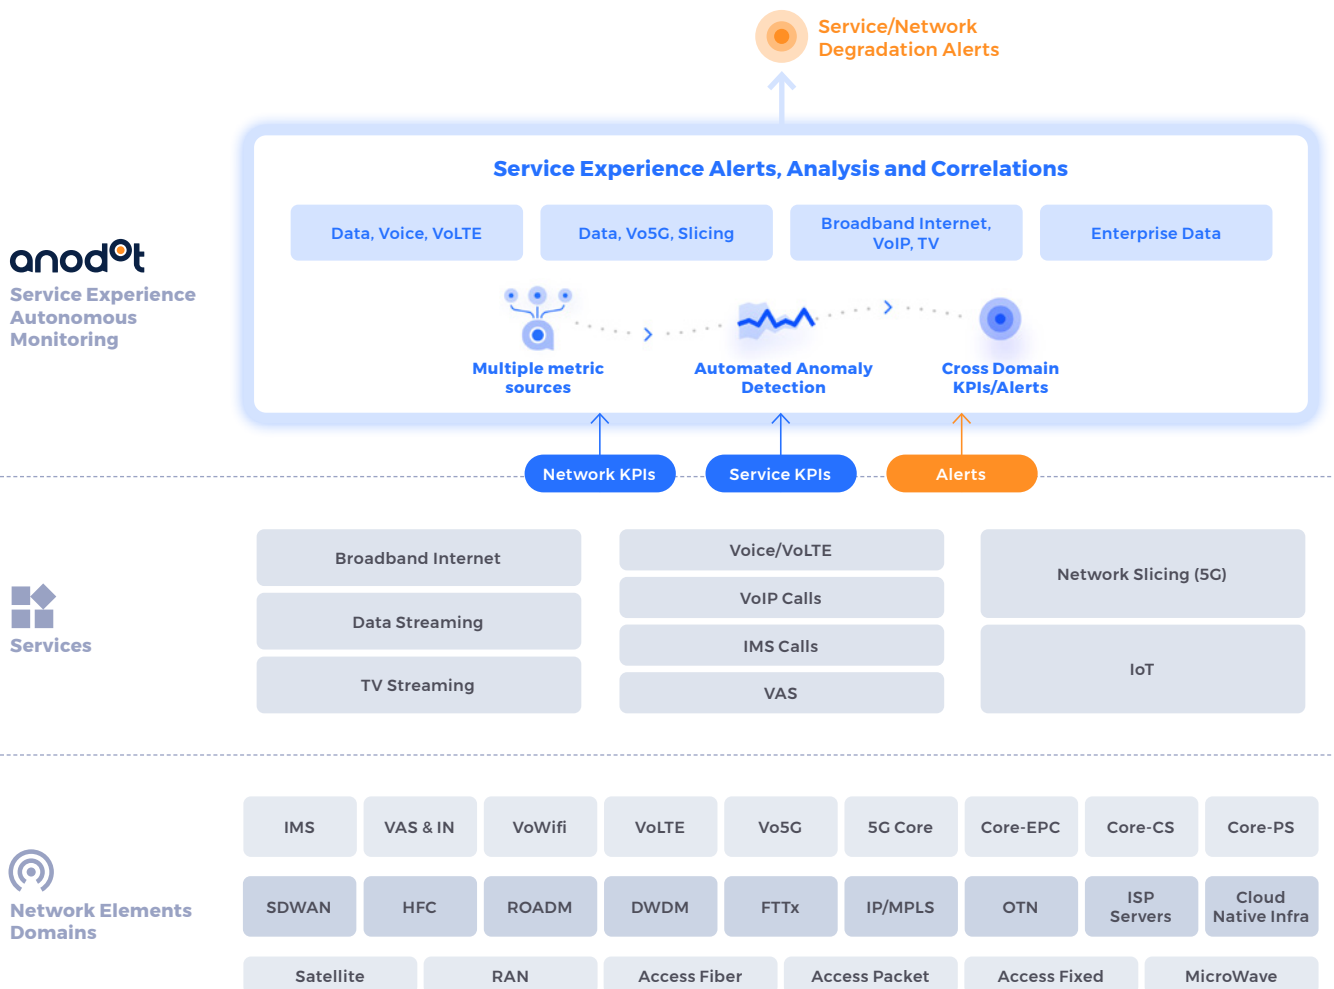 Service/Network
Degradation Alerts
Service Experience Alerts, Analysis and Correlations
Data, Voice, VoLTE
Data, Vo5G, Slicing
Broadband Internet,
VoIP, TV
Enterprise Data
anodot
Service Experience
Autonomous
Monitoring
Multiple metric
sources
Automated Anomaly
Detection
Cross Domain
KPIs/Alerts
Network KPIs
Service KPIs
Alerts
Services
Broadband Internet
Data Streaming
TV Streaming
Voice/VoLTE
VoIP Calls
IMS Calls
VAS
Network Slicing (5G)
IoT
Network Elements
Domains
IMS
VAS & IN
VoWifi
VoLTE
Vo5G
5G Core
Core-EPC
Core-CS
Core-PS
SDWAN
HFC
ROADM
DWDM
FTTx
IP/MPLS
OTN
ISP
Servers
Cloud
Native Infra
Satellite
RAN
Access Fiber
Access Packet
Access Fixed
MicroWave